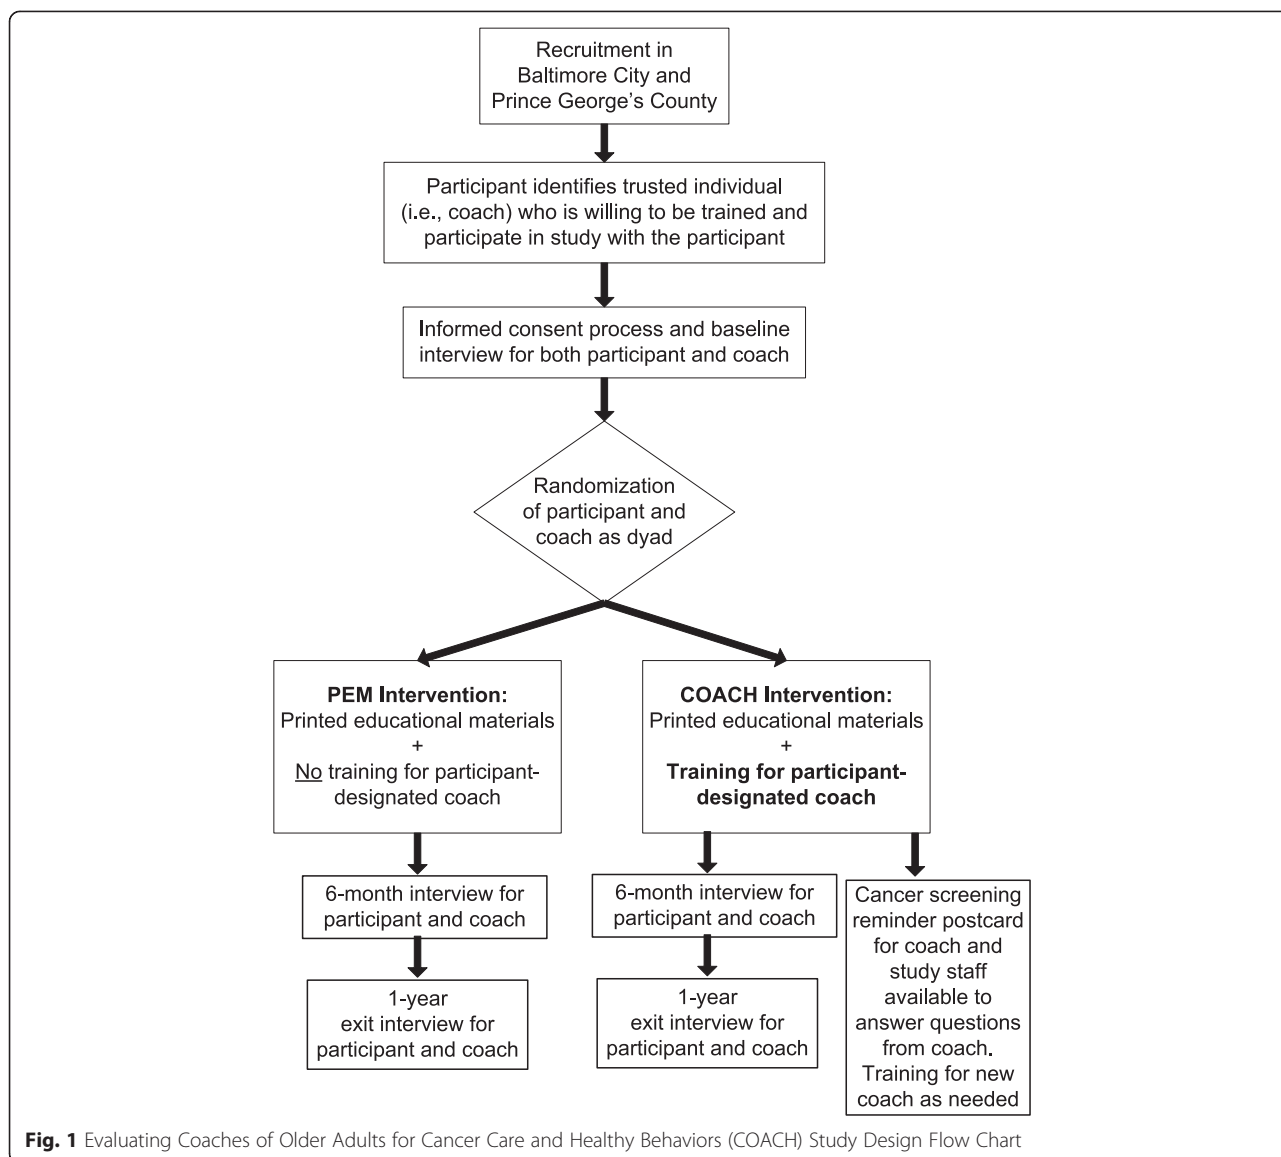 Recruitment in
Baltimore City and
Prince George's County
Participant identifies trusted individual
(i.e., coach) who is willing to be trained and
participate in study with the participant
Informed consent process and baseline
interview for both participant and coach
Randomization
of participant and
coach as dyad
PEM Intervention:
Printed educational materials
+
No training for participant-
designated coach
COACH Intervention:
Printed educational materials
+
Training for participant-
designated coach
6-month interview for
participant and coach
6-month interview for
participant and coach
Cancer screening
reminder postcard
for coach and
study staff
available to
answer questions
from coach.
Training for new
coach as needed
1-year
exit interview for
participant and coach
1-year
exit interview for
participant and coach
Fig. 1 Evaluating Coaches of Older Adults for Cancer Care and Healthy Behaviors (COACH) Study Design Flow Chart